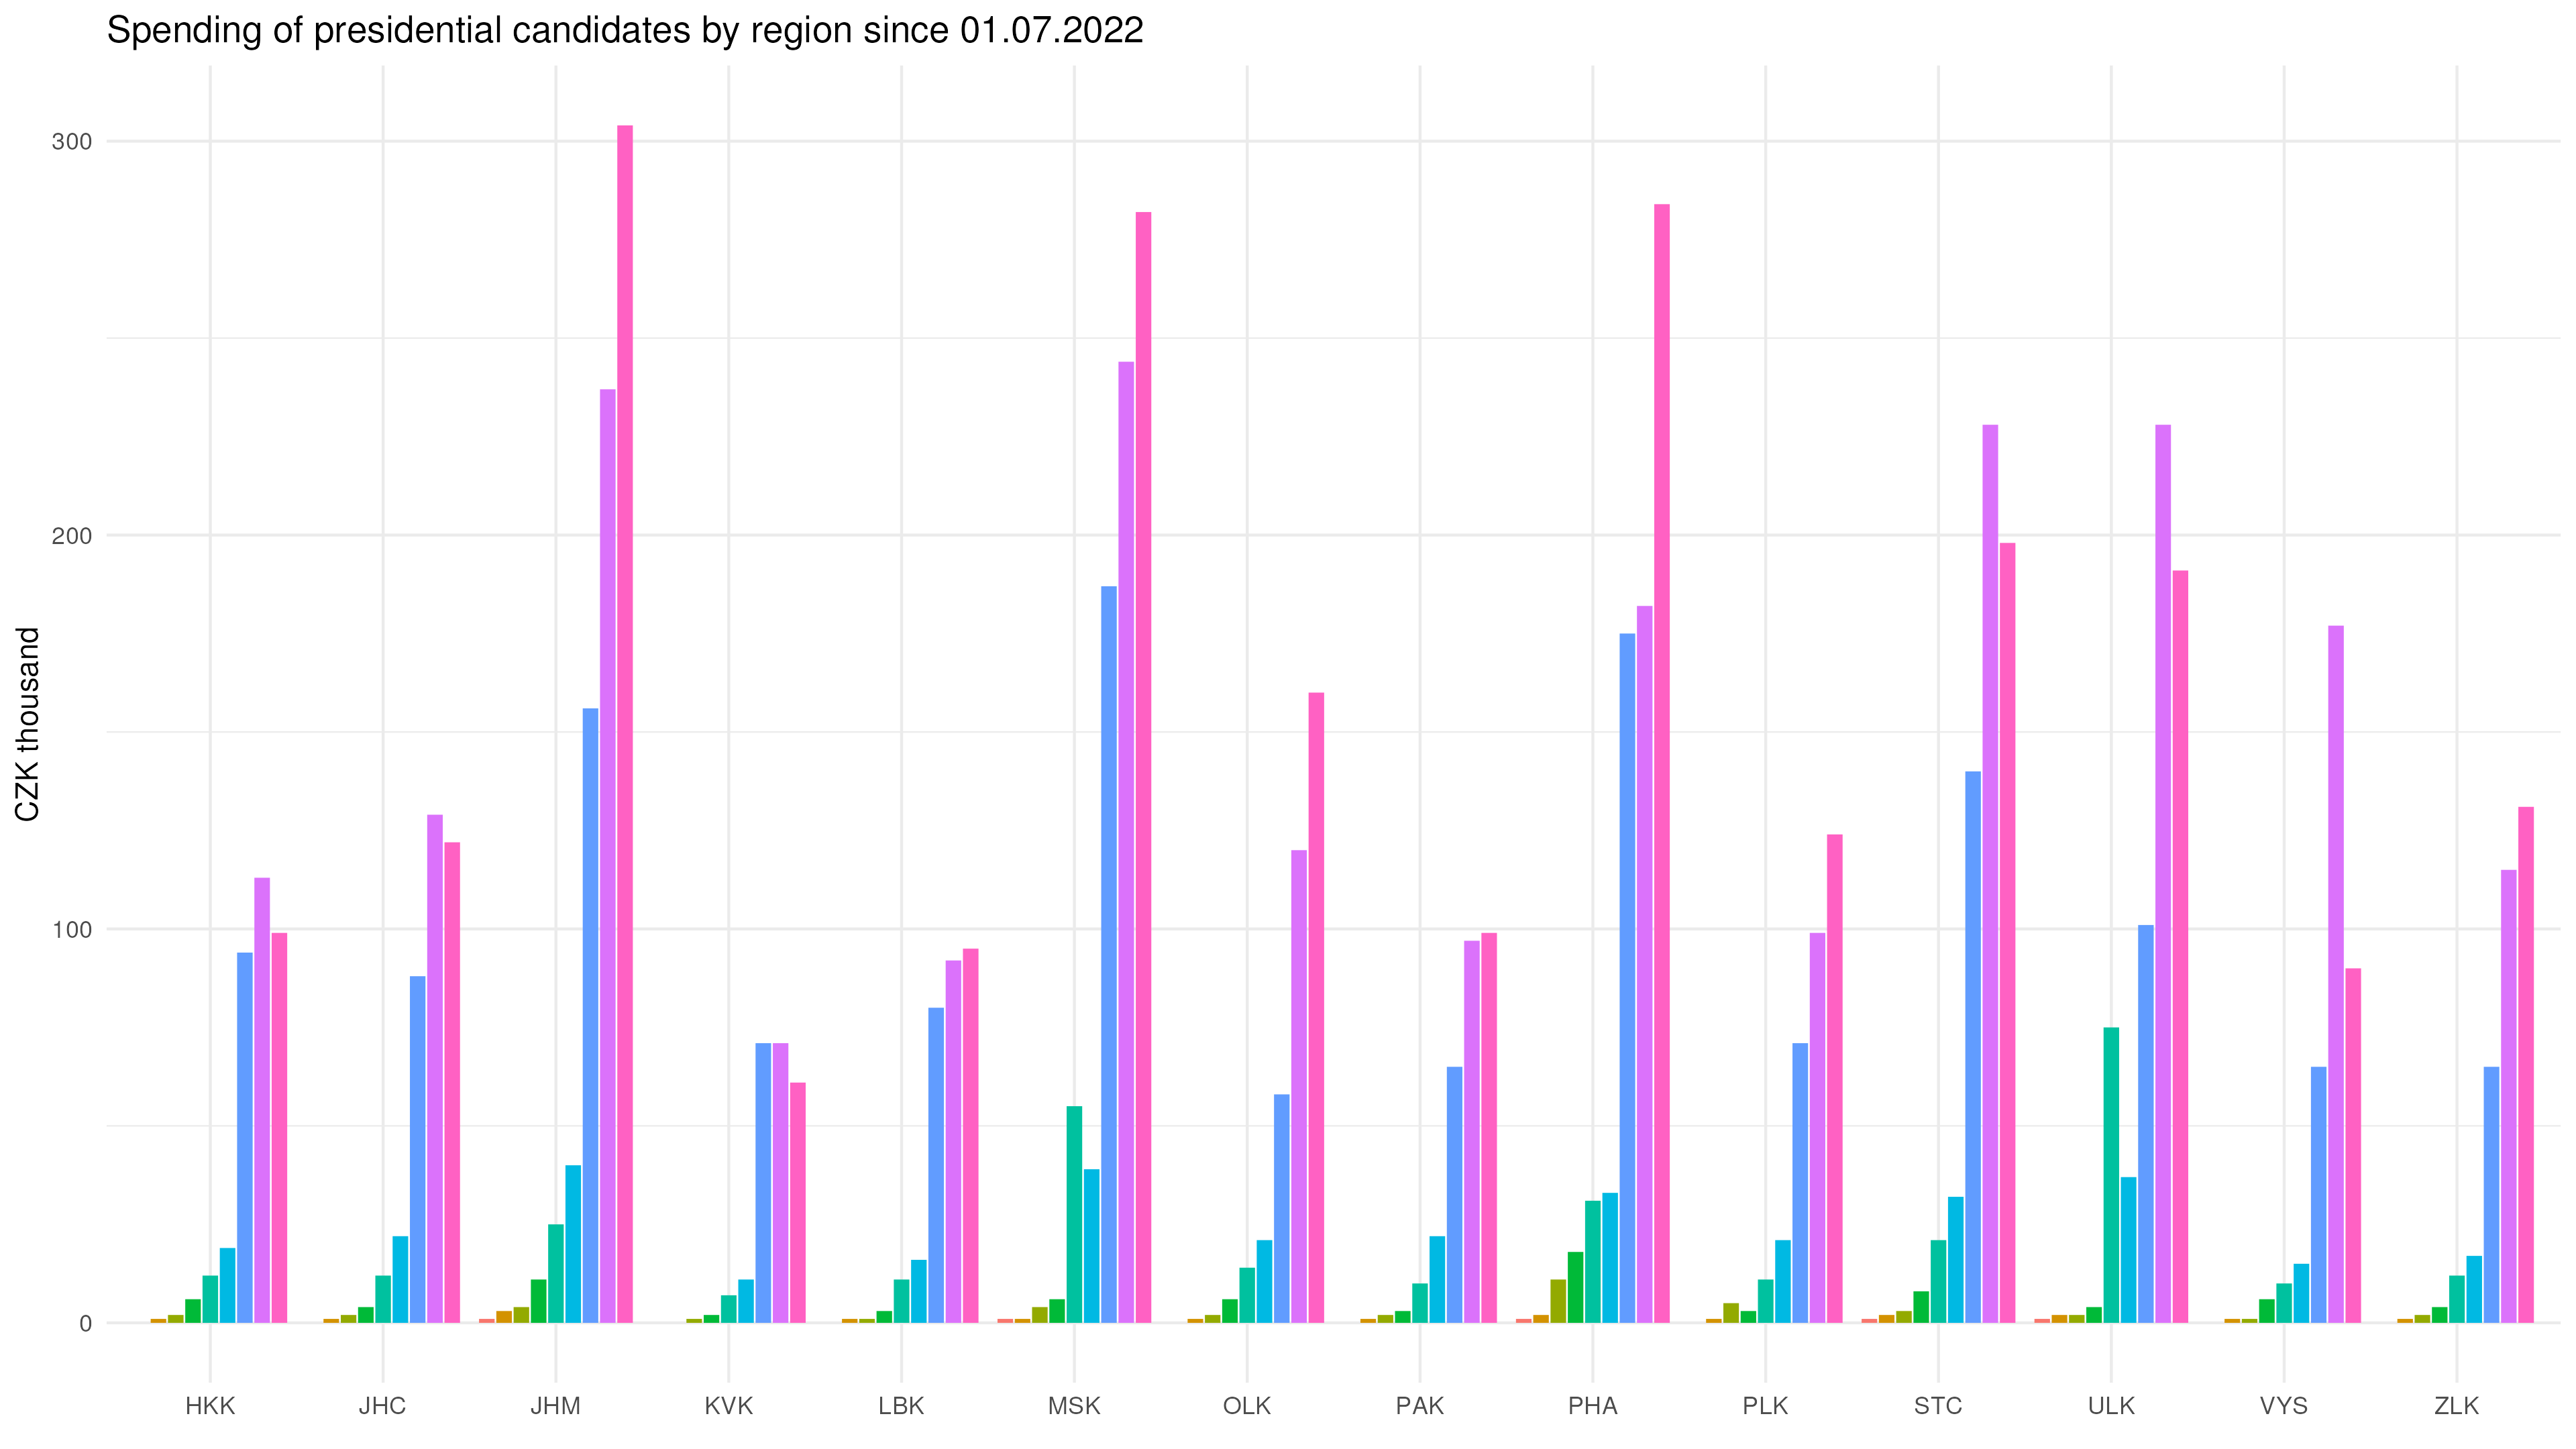 Spending of presidential candidates by region since 01.07.2022
CZK thousand
300
200
100
0
HKK JHC JHM KVK LBK MSK OLK PAK PHA PLK STC ULK VYS ZLK